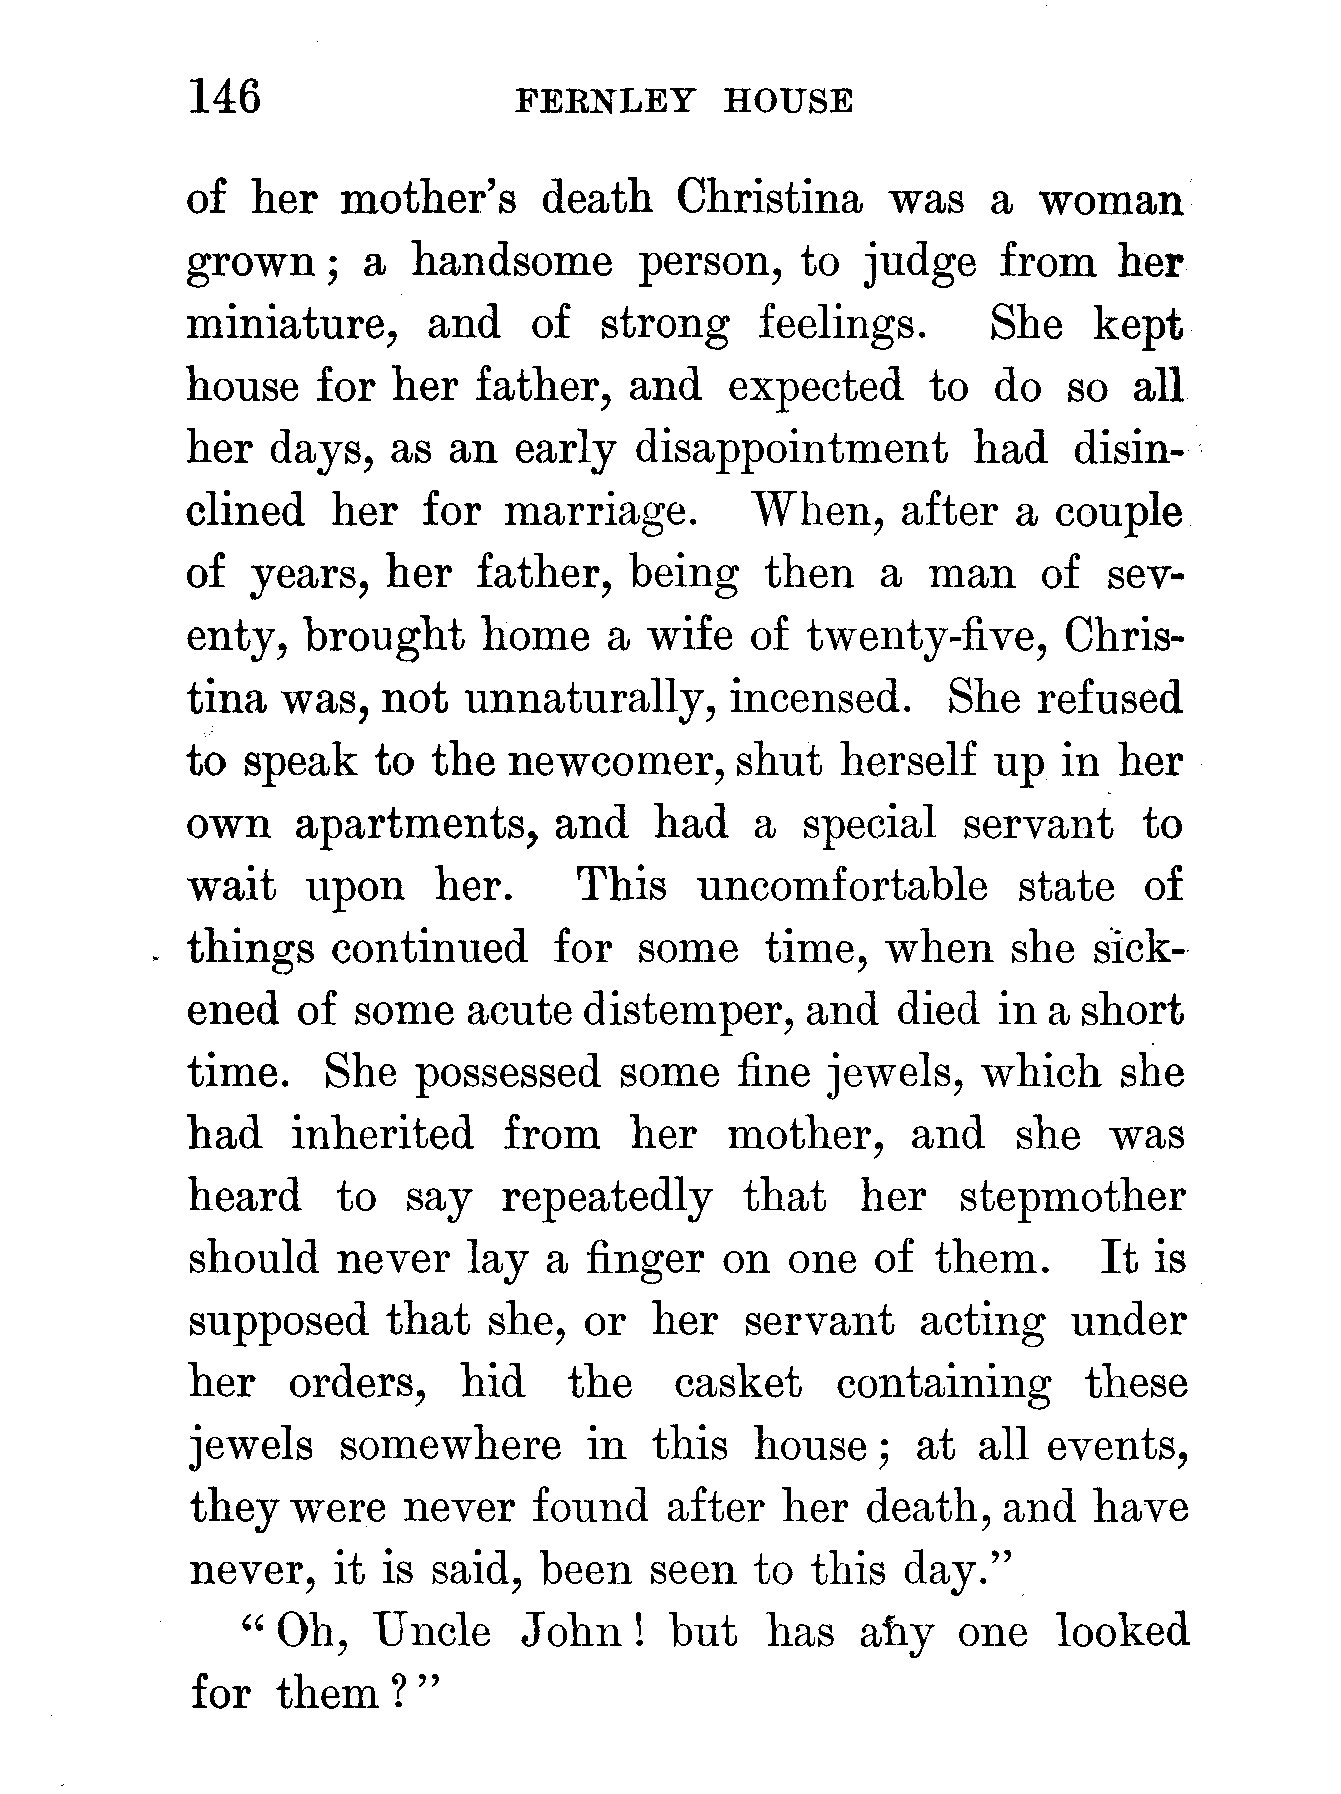 146 FERNLEY HOUSE
of her mother's death Christina was a woman
grown; a handsome person, to judge from her
miniature, and of strong feelings. She kept
house for her father, and expected to do so all
her days, as an early disappointment had disin-
clined her for marriage. When, after a couple
of years, her father, being then a man of sev-
enty, brought home a wife of twenty-five, Chris-
tina was, not unnaturally, incensed. She refused
to speak to the newcomer, shut herself up in her
own apartments, and had a special servant to
wait upon her. This uncomfortable state of
things continued for some time, when she sick-
ened of some acute distemper, and died in a short
time. She possessed some fine jewels, which she
had inherited from her mother, and she was
heard to say repeatedly that her stepmother
should never lay a finger on one of them. It is
supposed that she, or her servant acting under
her orders, hid the casket containing these
jewels somewhere in this house; at all events,
they were never found after her death, and have
never, it is said, been seen to this day."
"Oh, Uncle John! but has any one looked
for them?"